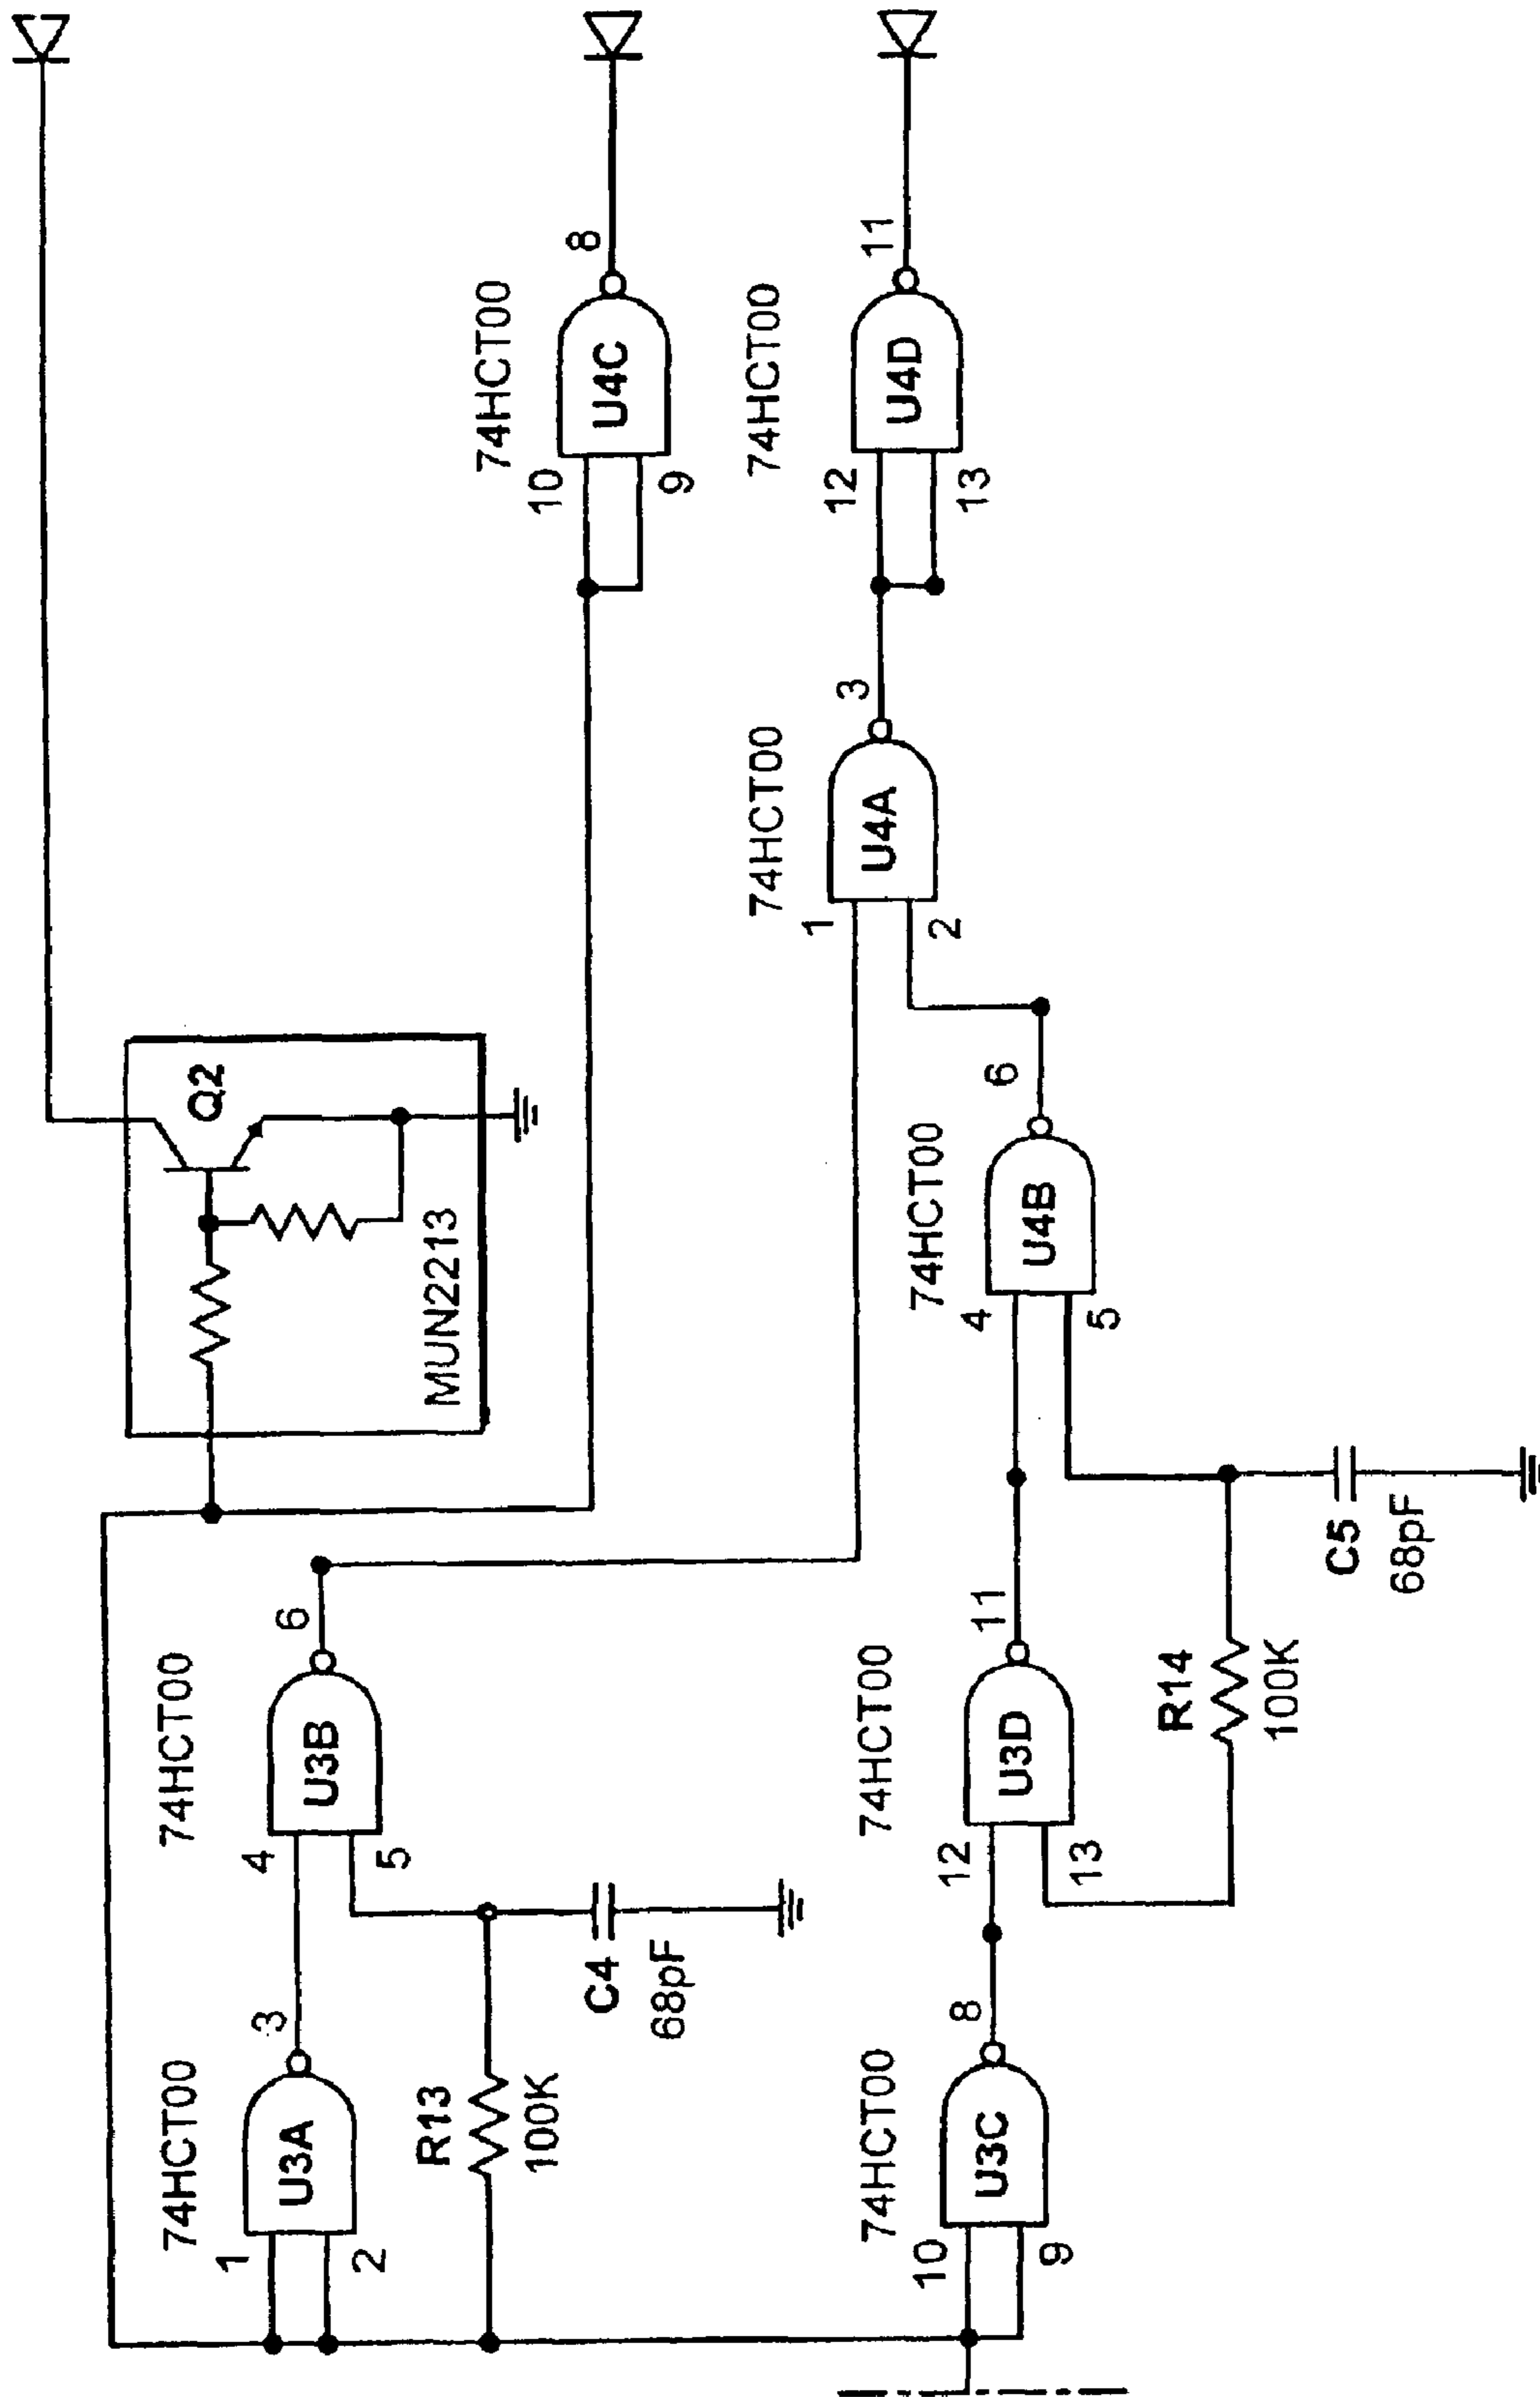 74HCT00
1
2
U3A
3
R13
100K
C4
68pF
74HCT00
4
5
U3B
6
Q2
MUN2213
74HCT00
10
9
U4C
8
74HCT00
10
9
U3C
8
74HCT00
12
13
U3D
11
R14
100K
C5
68pF
74HCT00
4
5
U4B
6
74HCT00
1
2
U4A
3
74HCT00
12
13
U4D
11